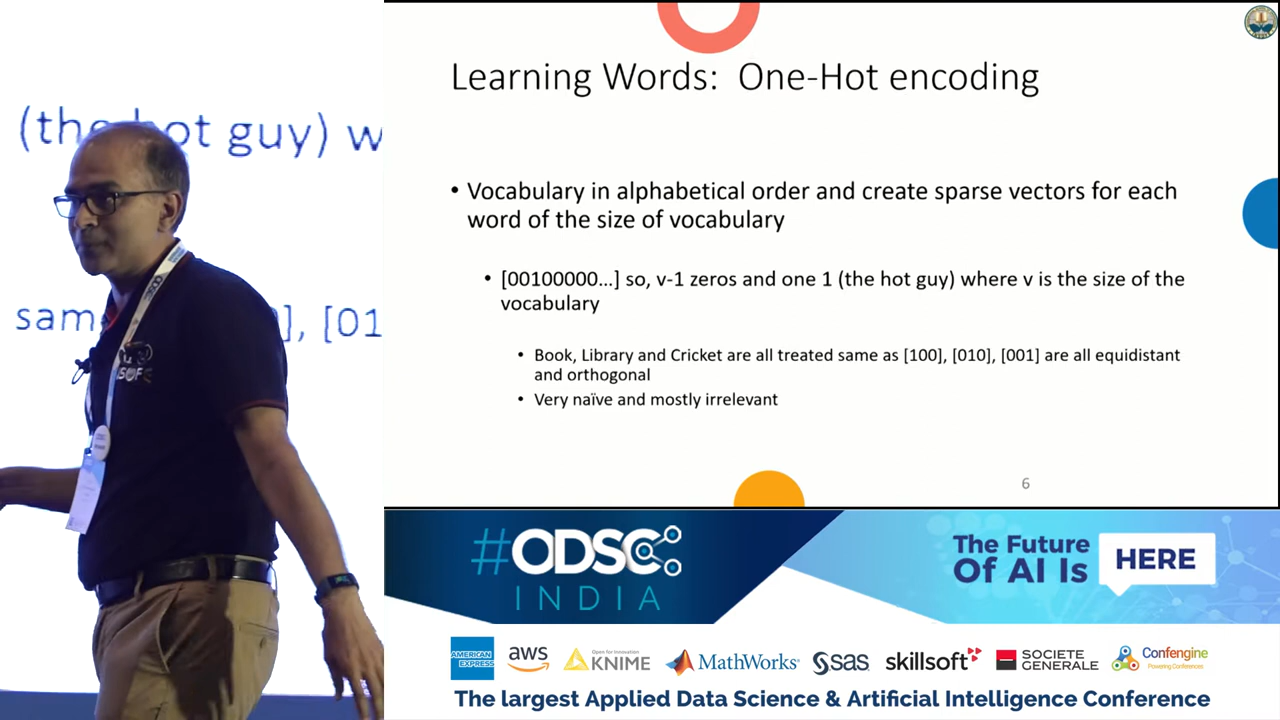 (the hot guy) w
sam
], [01
Learning Words: One-Hot encoding
• Vocabulary in alphabetical order and create sparse vectors for each
word of the size of vocabulary
• [00100000...] so, v-1 zeros and one 1 (the hot guy) where v is the size of the
vocabulary
• Book, Library and Cricket are all treated same as [100], [010], [001] are all equidistant
and orthogonal
• Very naïve and mostly irrelevant
6
#ODSC
INDIA
The Future
Of AI Is
HERE
AMERICAN
EXPRESS
aws
Open for Innovation
KNIME
MathWorks®
sas
skillsoft
SOCIETE
GENERALE
Confengine
Powering Conferences
The largest Applied Data Science & Artificial Intelligence Conference